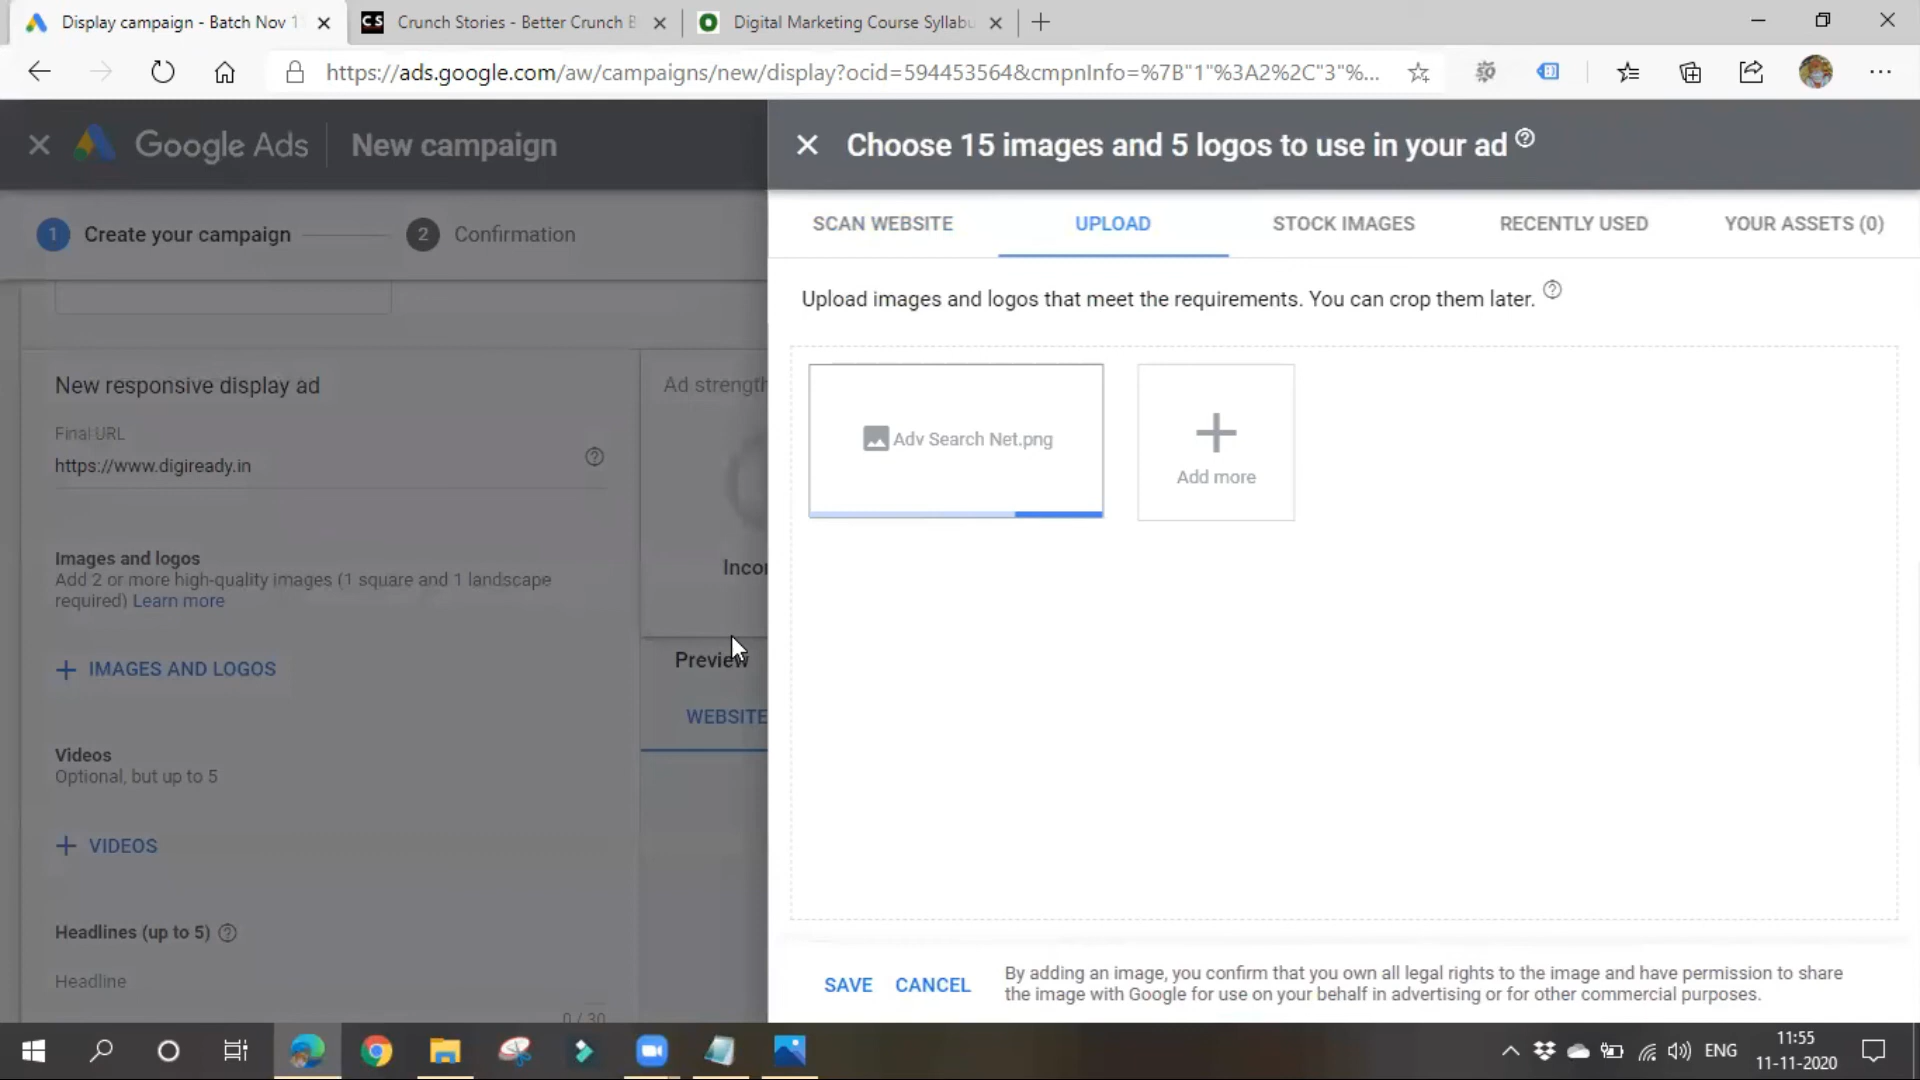 Display campaign - Batch Nov 1
Crunch Stories - Better Crunch B
Digital Marketing Course Syllabu
https://ads.google.com/aw/campaigns/new/display?ocid=594453564&cmpnInfo=%7B"1"%3A2%2C"3"%...
Google Ads
New campaign
Choose 15 images and 5 logos to use in your ad
1 Create your campaign
2 Confirmation
SCAN WEBSITE
UPLOAD
STOCK IMAGES
RECENTLY USED
YOUR ASSETS (0)
Upload images and logos that meet the requirements. You can crop them later.
New responsive display ad
Ad strength
Final URL
https://www.digiready.in
Adv Search Net.png
Add more
Images and logos
Add 2 or more high-quality images (1 square and 1 landscape
required) Learn more
IMAGES AND LOGOS
Preview
WEBSITE
Videos
Optional, but up to 5
VIDEOS
Headlines (up to 5)
Headline
0 / 30
SAVE
CANCEL
By adding an image, you confirm that you own all legal rights to the image and have permission to share
the image with Google for use on your behalf in advertising or for other commercial purposes.
ENG
11:55
11-11-2020